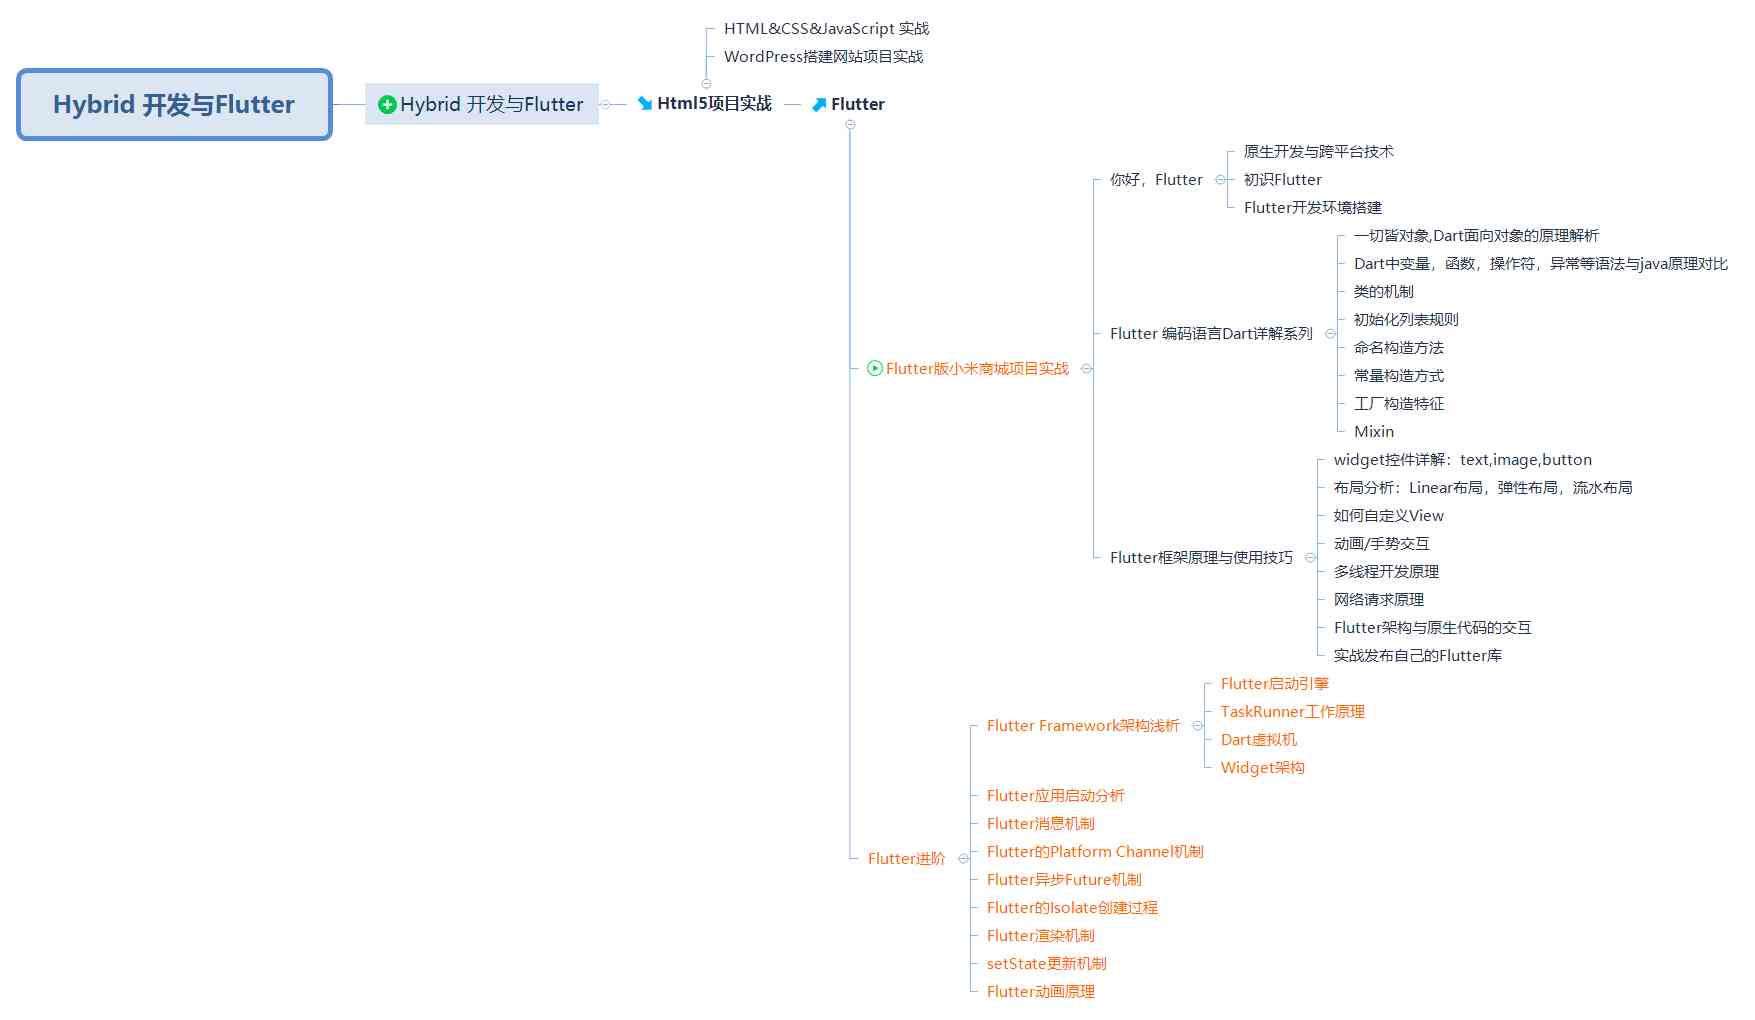 HTML&CSS&JavaScript 实战
WordPress搭建网站项目实战
Hybrid 开发与Flutter
Hybrid 开发与Flutter
Html5项目实战
Flutter
Flutter版小米商城项目实战
你好，Flutter
原生开发与跨平台技术
初识Flutter
Flutter开发环境搭建
Flutter 编码语言Dart详解系列
一切皆对象,Dart面向对象的原理解析
Dart中变量，函数，操作符，异常等语法与java原理对比
类的机制
初始化列表规则
命名构造方法
常量构造方式
工厂构造特征
Mixin
Flutter框架原理与使用技巧
widget控件详解：text,image,button
布局分析：Linear布局，弹性布局，流水布局
如何自定义View
动画/手势交互
多线程开发原理
网络请求原理
Flutter架构与原生代码的交互
实战发布自己的Flutter库
Flutter进阶
Flutter Framework架构浅析
Flutter启动引擎
TaskRunner工作原理
Dart虚拟机
Widget架构
Flutter应用启动分析
Flutter消息机制
Flutter的Platform Channel机制
Flutter异步Future机制
Flutter的Isolate创建过程
Flutter渲染机制
setState更新机制
Flutter动画原理